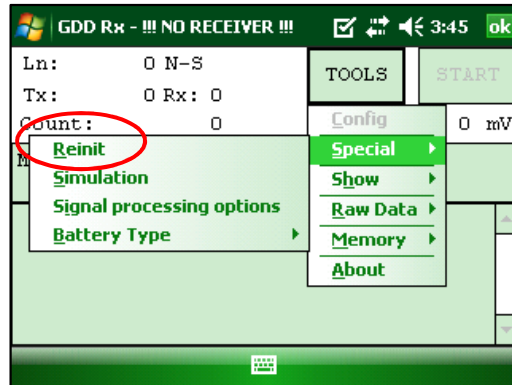 GDD Rx - !!! NO RECEIVER !!! 3:45 ok
Ln: 0 N-S
TOOLS START
Tx: 0 Rx: 0
Count: 0
Config
0 mV
Reinit
Special
M
Simulation
Show
Signal processing options
Raw Data
Battery Type
Memory
About